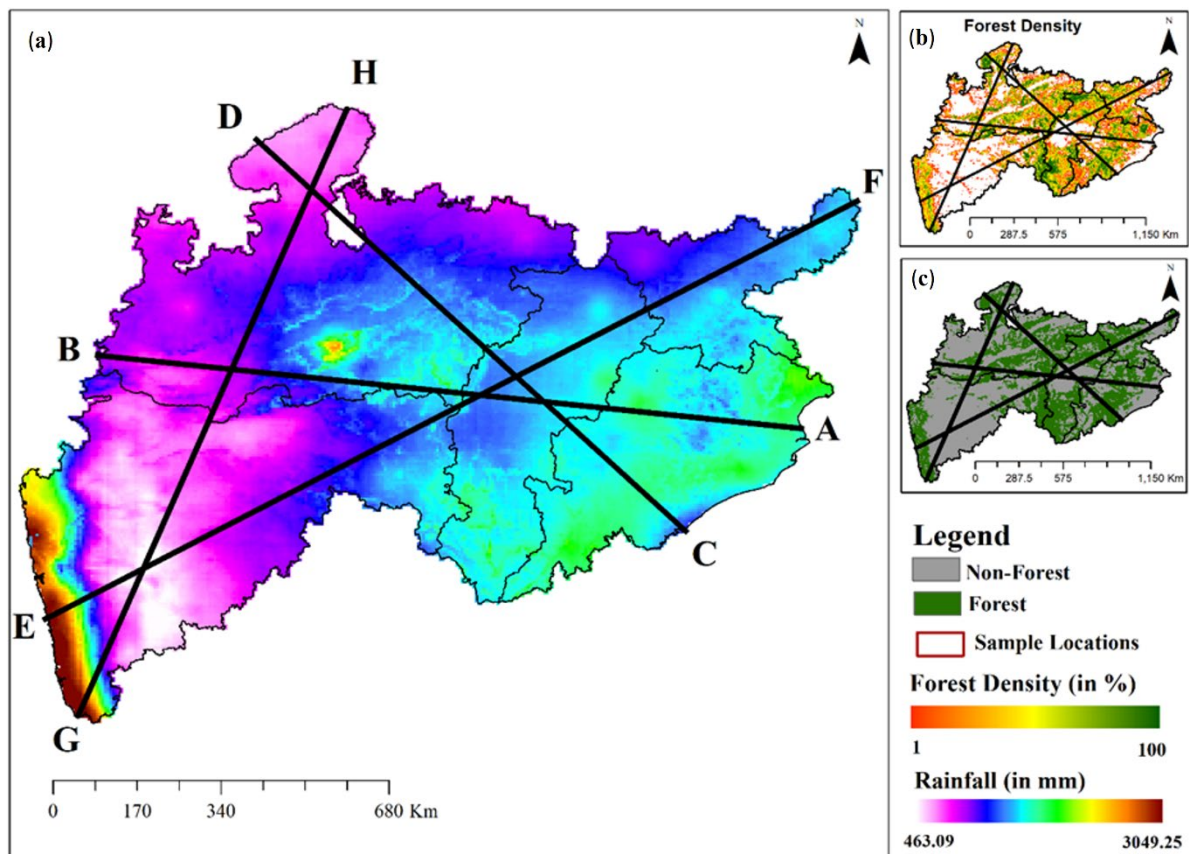 (a)
N
H
D
F
B
A
C
E
G
0 170 340 680 Km
(b)
Forest Density
N
0 287.5 575 1,150 Km
(c)
N
0 287.5 575 1,150 Km
Legend
Non-Forest
Forest
Sample Locations
Forest Density (in %)
1 100
Rainfall (in mm)
463.09 3049.25